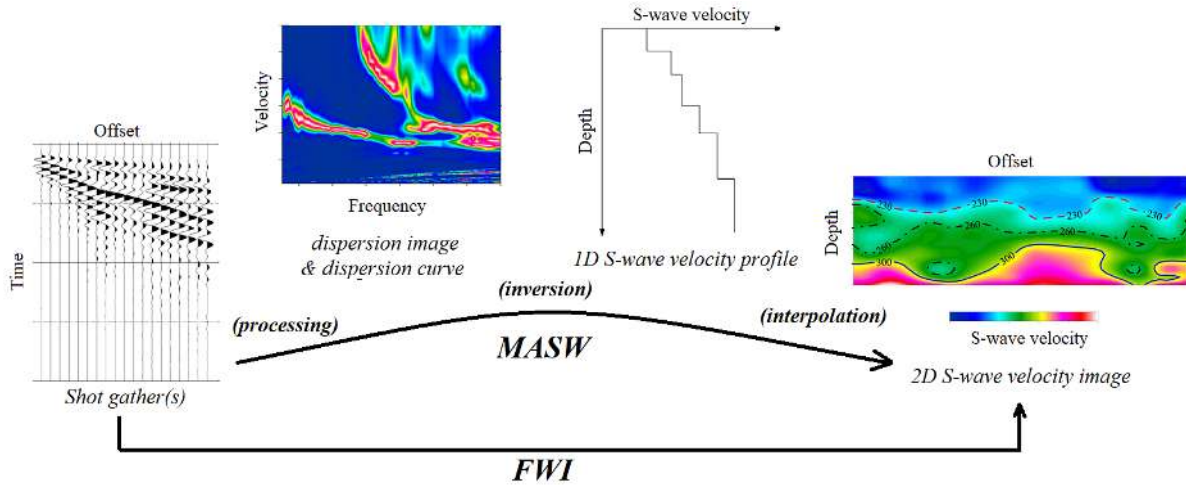 Offset
Time
Shot gather(s)
Velocity
Frequency
dispersion image
& dispersion curve
S-wave velocity
Depth
1D S-wave velocity profile
(processing)
(inversion)
(interpolation)
MASW
FWI
Offset
Depth
230
230
230
260
260
300
300
S-wave velocity
2D S-wave velocity image